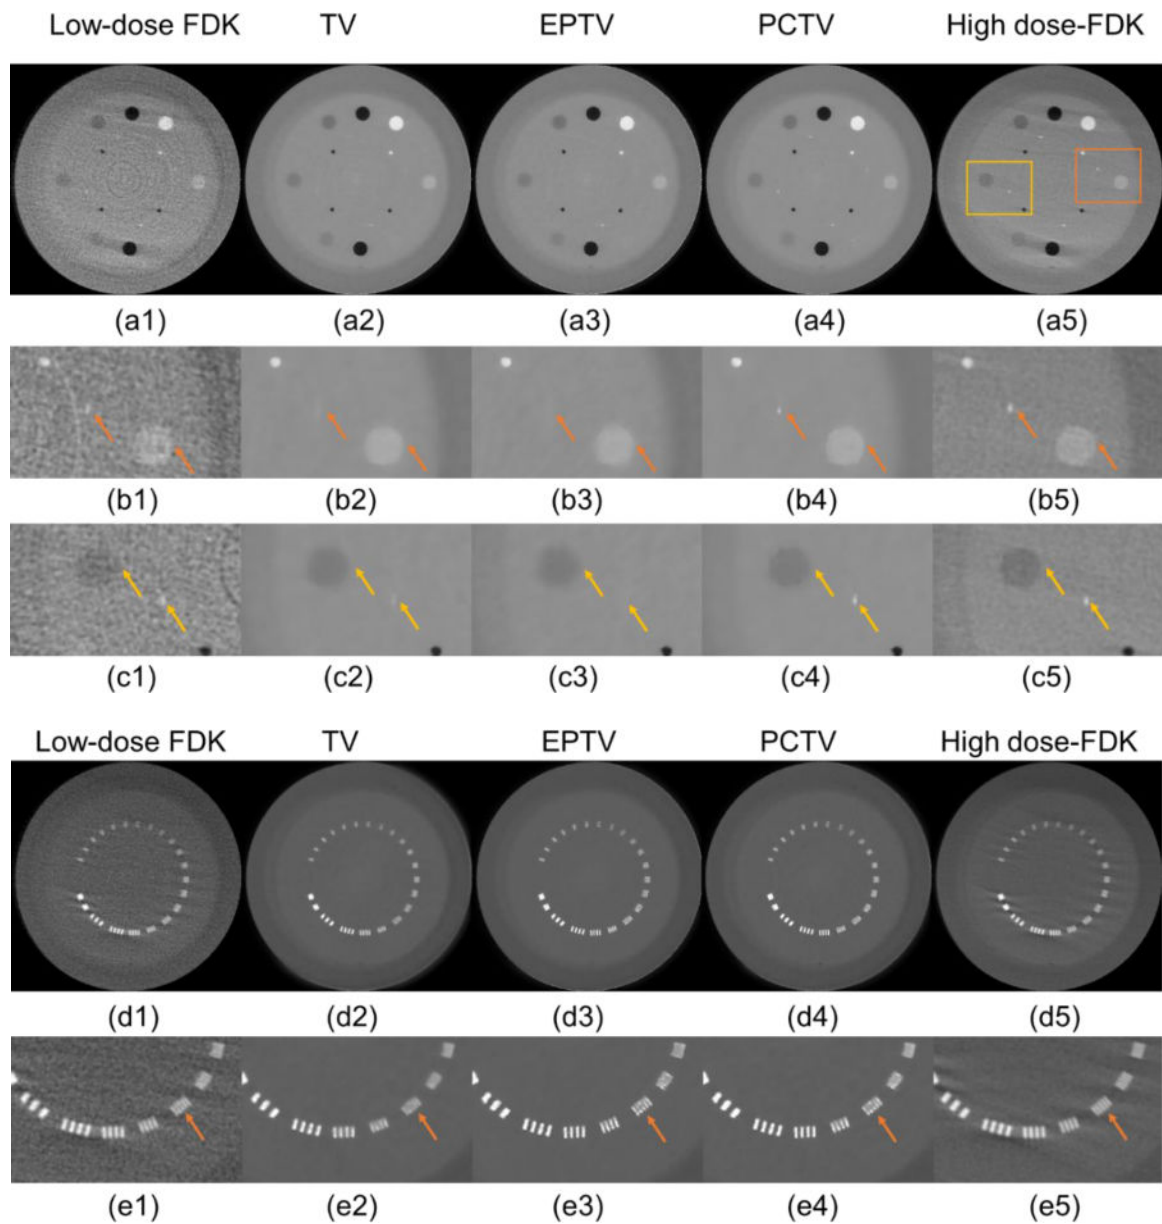 Low-dose FDK TV EPTV PCTV High dose-FDK
(a1) (a2) (a3) (a4) (a5)
(b1) (b2) (b3) (b4) (b5)
(c1) (c2) (c3) (c4) (c5)
Low-dose FDK TV EPTV PCTV High dose-FDK
(d1) (d2) (d3) (d4) (d5)
(e1) (e2) (e3) (e4) (e5)